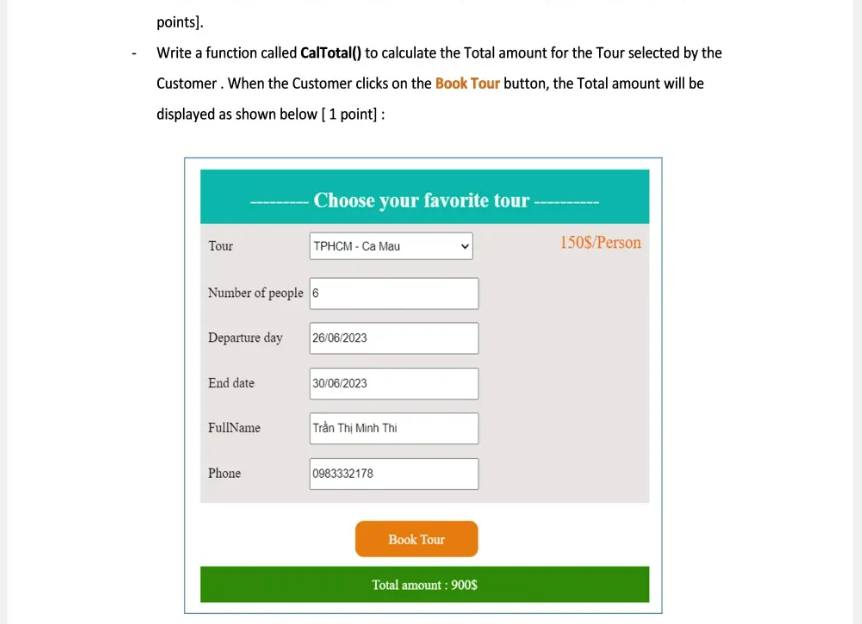 points].
- Write a function called CalTotal() to calculate the Total amount for the Tour selected by the
Customer . When the Customer clicks on the Book Tour button, the Total amount will be
displayed as shown below [ 1 point] :
--------- Choose your favorite tour ----------
Tour TPHCM - Ca Mau 150$/Person
Number of people 6
Departure day 26/06/2023
End date 30/06/2023
FullName Trần Thị Minh Thi
Phone 0983332178
Book Tour
Total amount : 900$